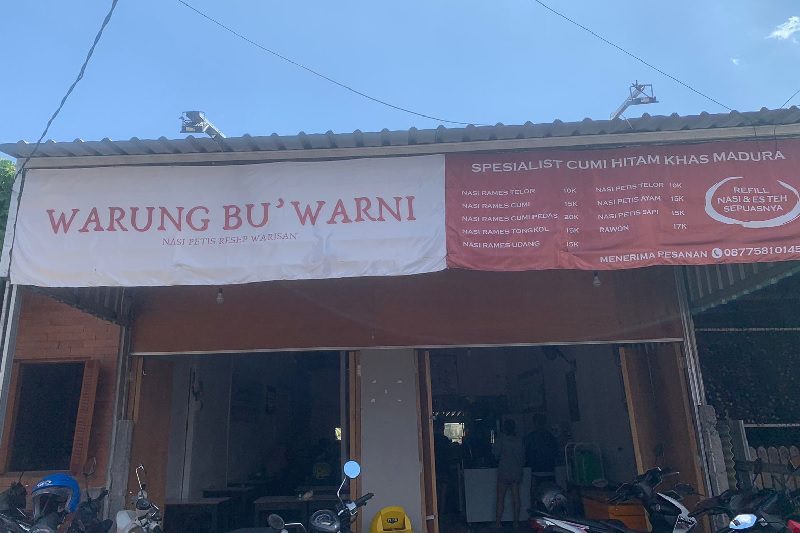 WARUNG BU' WARNI
NASI PETIS RESEP WARISAN
SPESIALIST CUMI HITAM KHAS MADURA
NASI RAMES TELOR 10K
NASI RAMES CUMI 15K
NASI RAMES CUMI PEDAS 20K
NASI RAMES TONGKOL 15K
NASI RAMES UDANG 15K
NASI PETIS TELOR 10K
NASI PETIS AYAM 15K
NASI PETIS SAPI 15K
RAWON 17K
REFILL
NASI & ES TEH
SEPUASNYA
MENERIMA PESANAN 08775810145